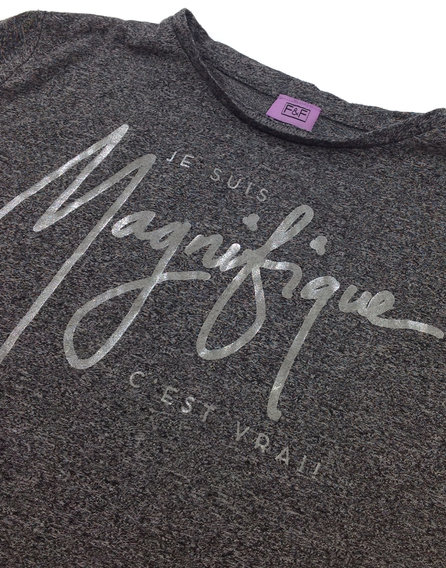 F&F
JE SUIS
Magnifique
C'EST VRAI!